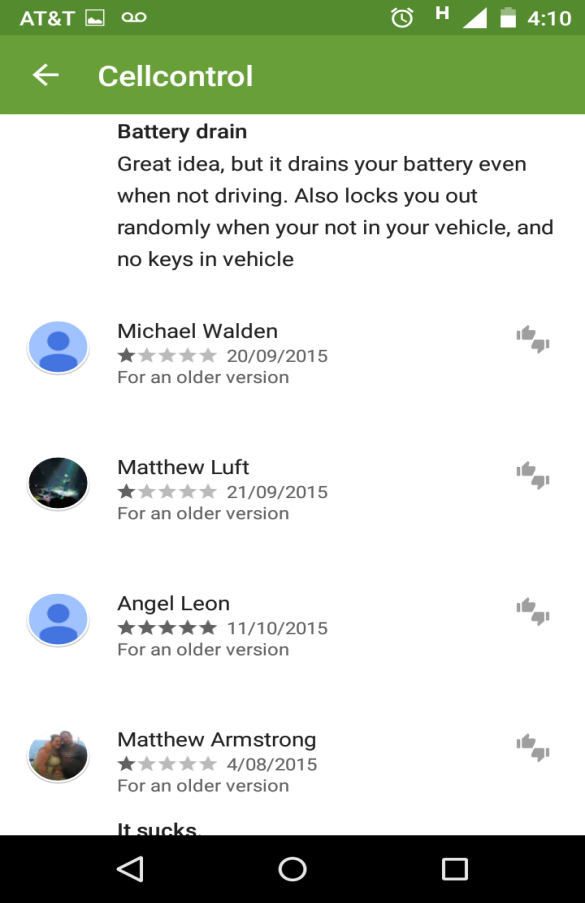 AT&T H 4:10
Cellcontrol
Battery drain
Great idea, but it drains your battery even
when not driving. Also locks you out
randomly when your not in your vehicle, and
no keys in vehicle
Michael Walden
20/09/2015
For an older version
Matthew Luft
21/09/2015
For an older version
Angel Leon
11/10/2015
For an older version
Matthew Armstrong
4/08/2015
For an older version
It sucks.